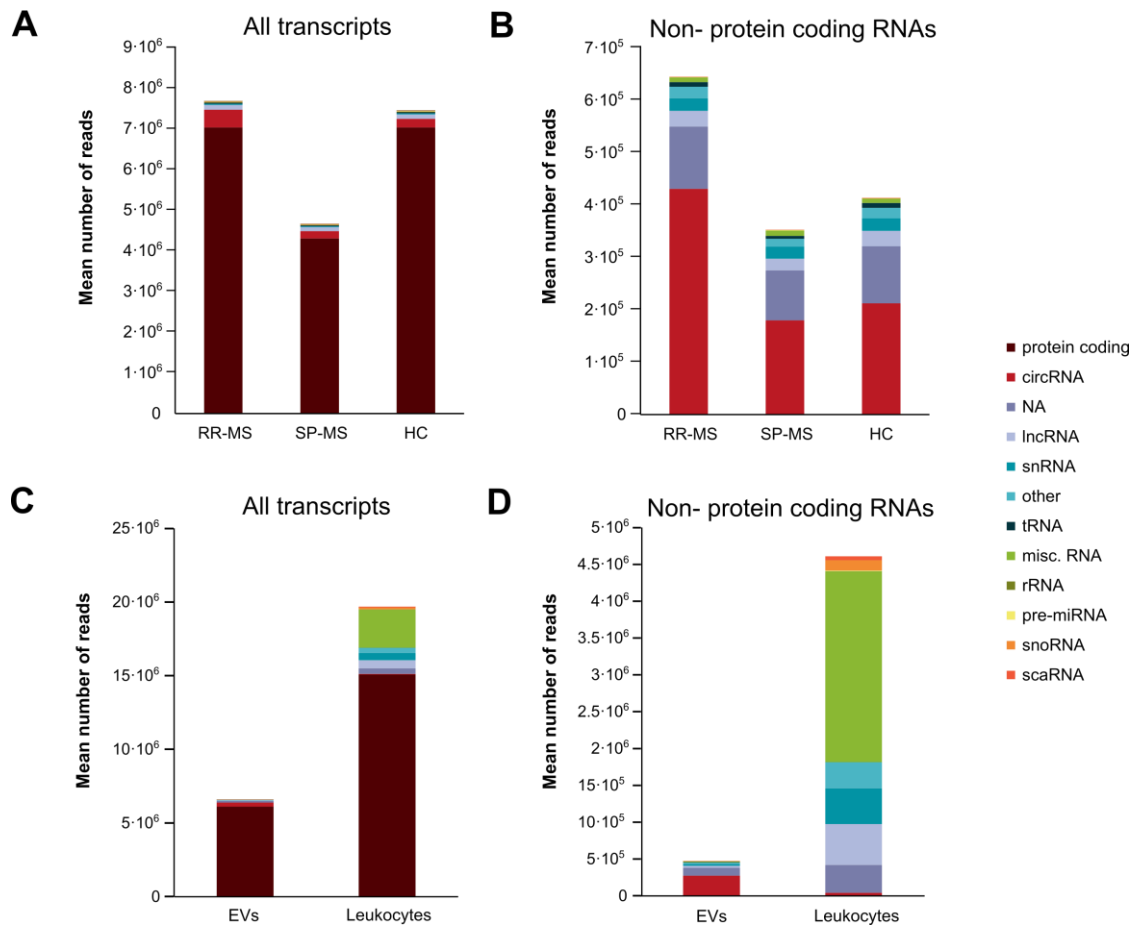 A
All transcripts
Mean number of reads
9·10⁶
8·10⁶
7·10⁶
6·10⁶
5·10⁶
4·10⁶
3·10⁶
2·10⁶
1·10⁶
0
RR-MS SP-MS HC
B
Non- protein coding RNAs
Mean number of reads
7·10⁵
6·10⁵
5·10⁵
4·10⁵
3·10⁵
2·10⁵
1·10⁵
0
RR-MS SP-MS HC
protein coding
circRNA
NA
lncRNA
snRNA
other
tRNA
misc. RNA
rRNA
pre-miRNA
snoRNA
scaRNA
C
All transcripts
Mean number of reads
25·10⁶
20·10⁶
15·10⁶
10·10⁶
5·10⁶
0
EVs Leukocytes
D
Non- protein coding RNAs
Mean number of reads
5·10⁶
4.5·10⁶
4·10⁶
3.5·10⁶
3·10⁶
2.5·10⁶
2·10⁶
15·10⁵
10·10⁵
5·10⁵
0
EVs Leukocytes